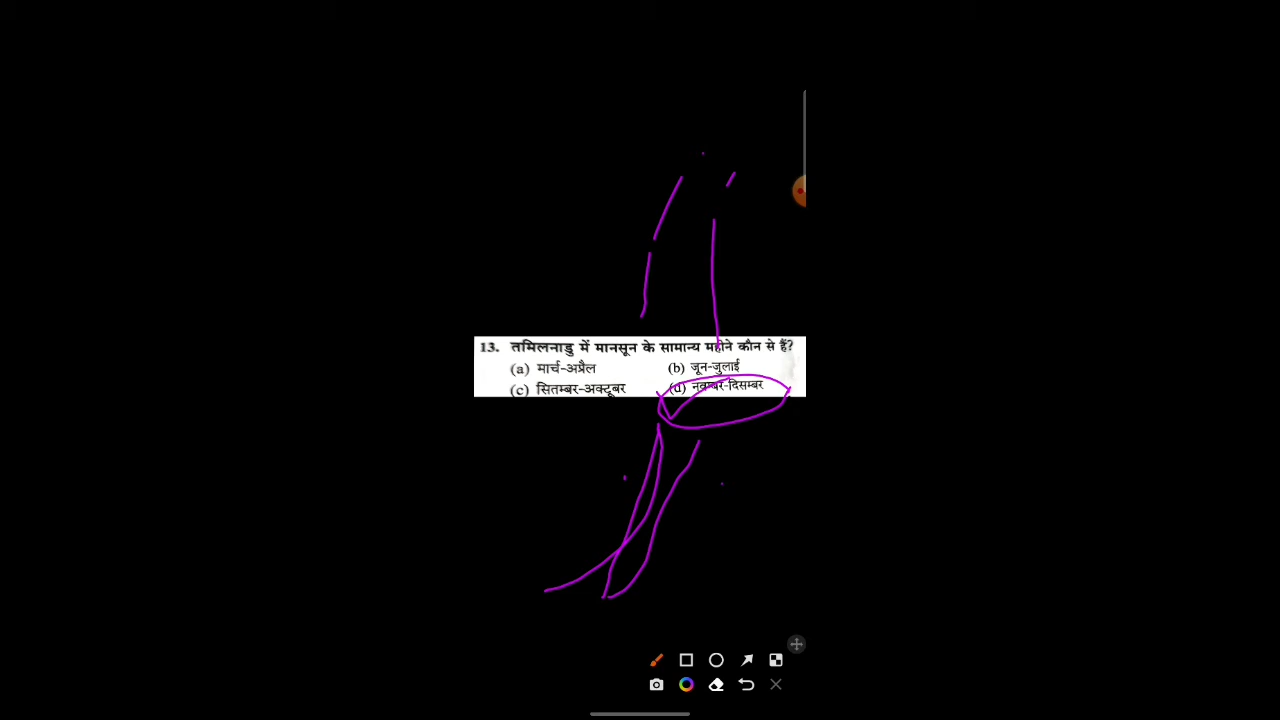 13. तमिलनाडु में मानसून के सामान्य महीने कौन से हैं?
(a) मार्च-अप्रैल (b) जून-जुलाई
(c) सितम्बर-अक्टूबर (d) नवम्बर-दिसम्बर